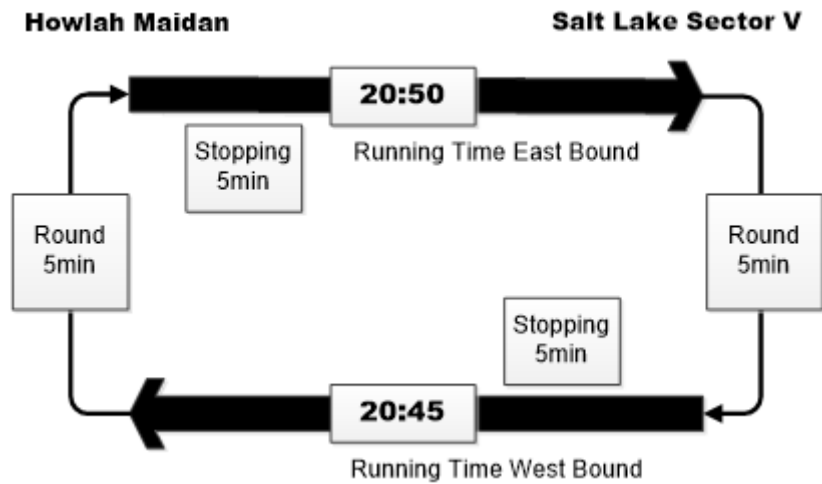 Howlah Maidan
Salt Lake Sector V
20:50
Stopping
5min
Running Time East Bound
Round
5min
Round
5min
Stopping
5min
20:45
Running Time West Bound